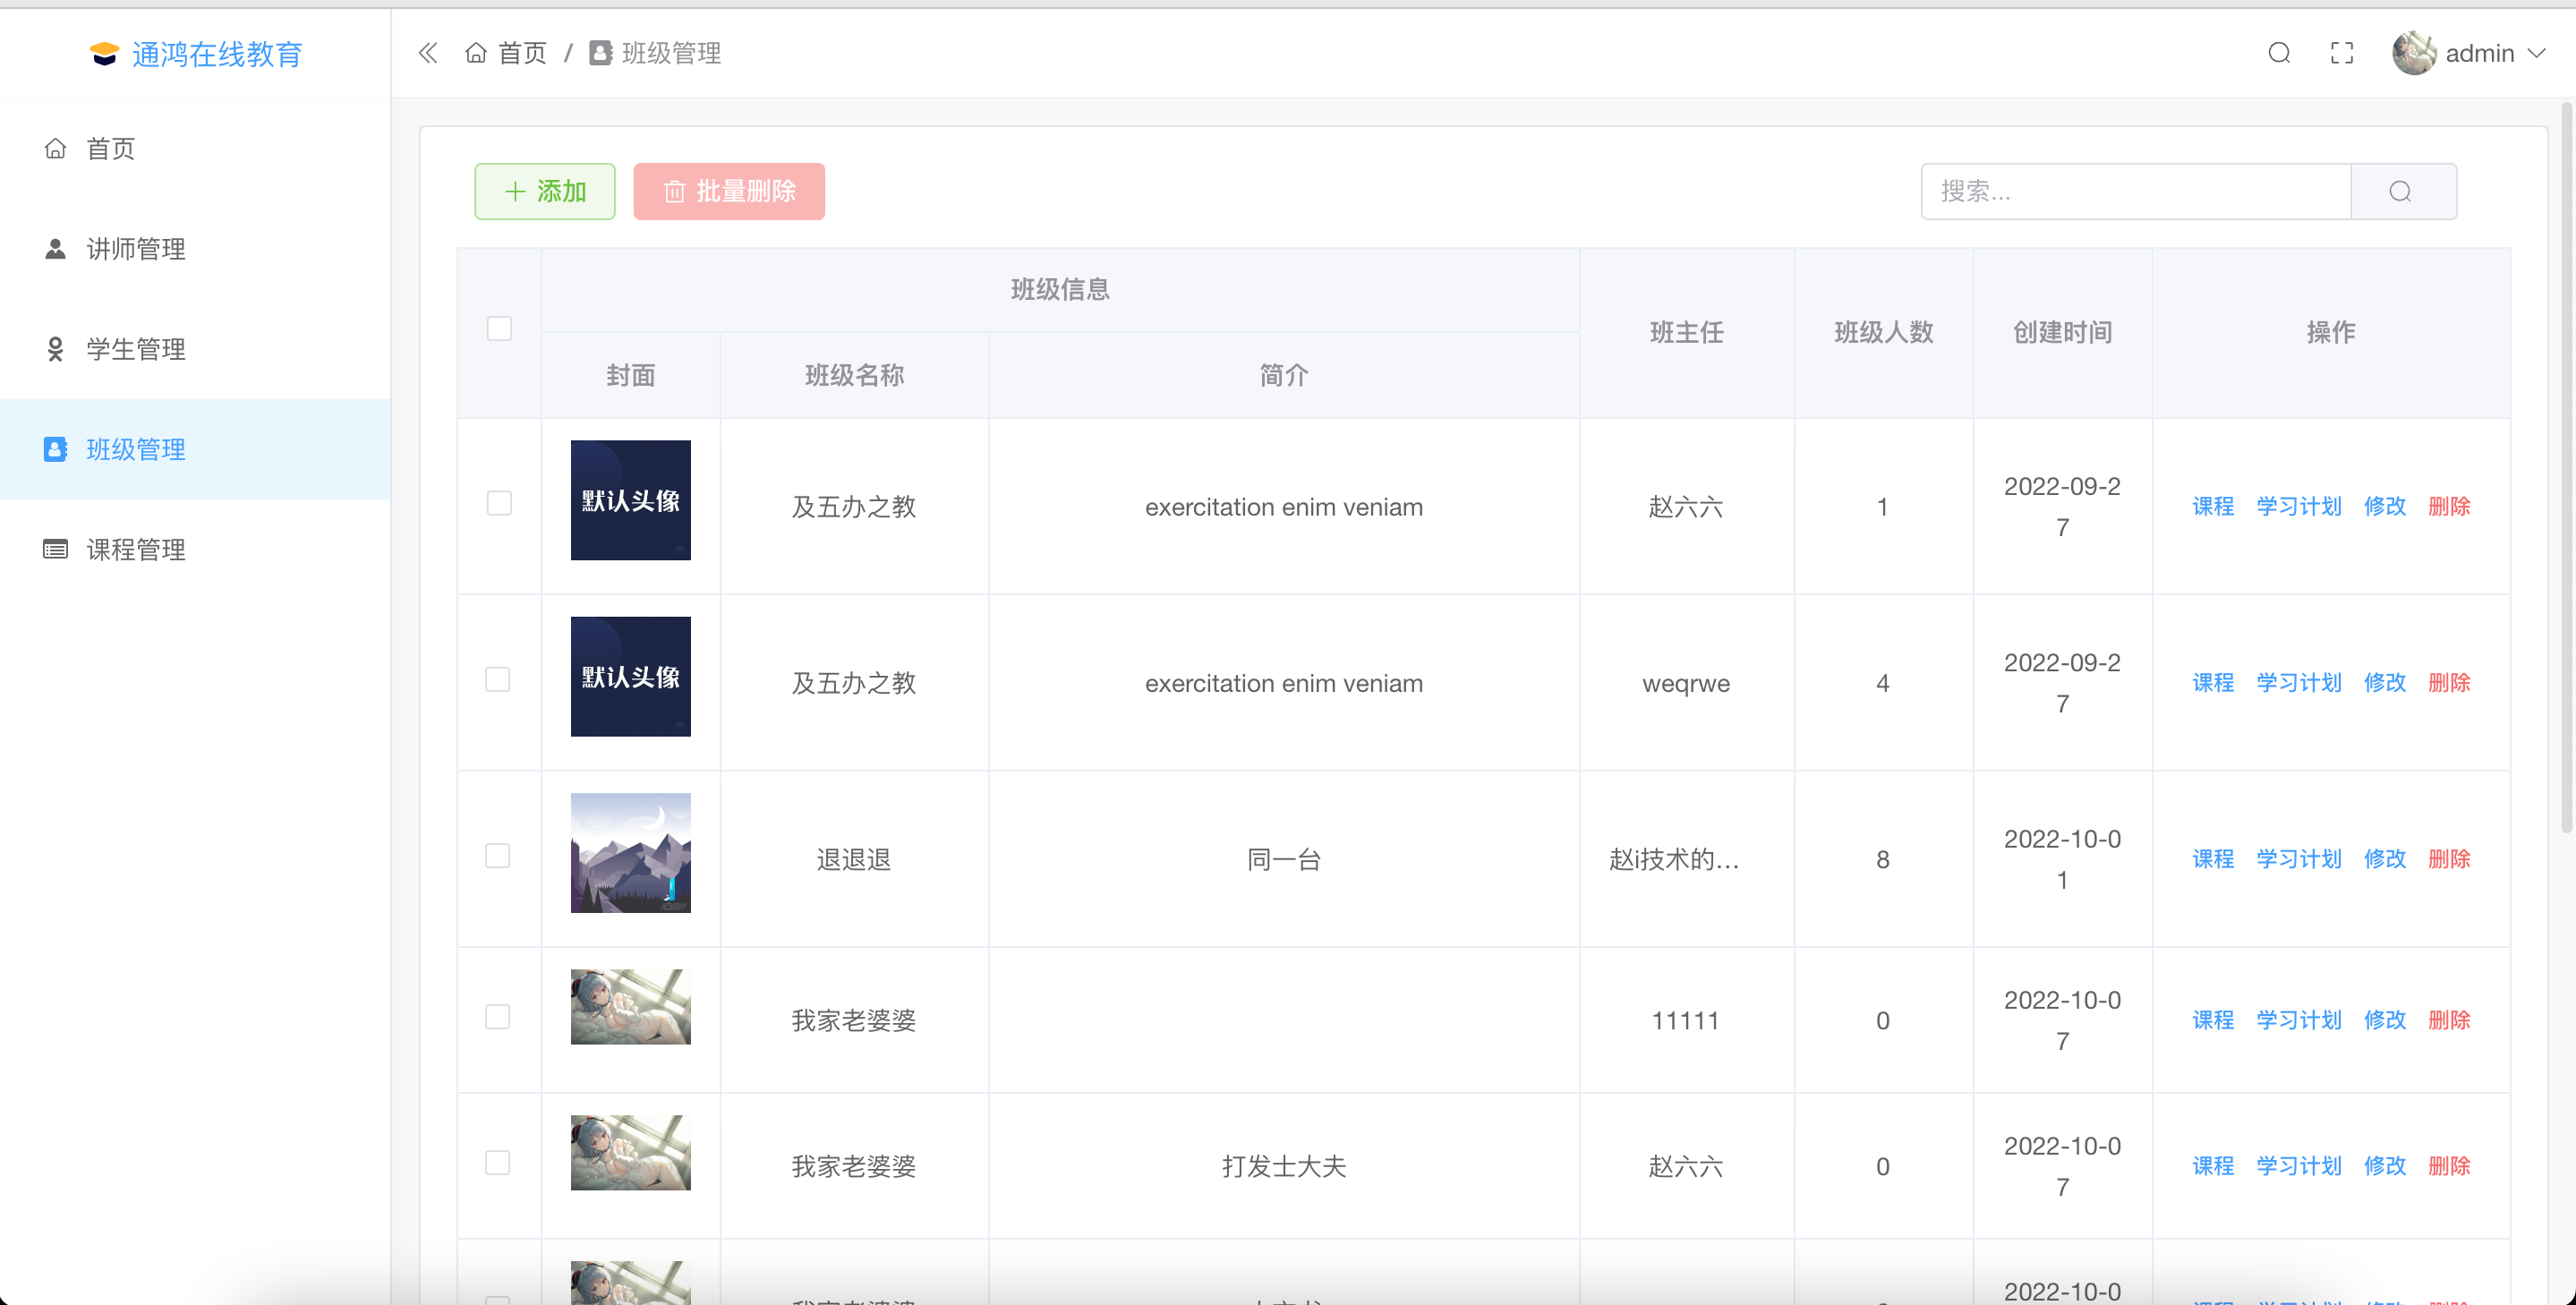 通鸿在线教育
首页 / 班级管理
admin
首页
讲师管理
学生管理
班级管理
课程管理
添加 批量删除
搜索...
班级信息
班主任 班级人数 创建时间 操作
封面 班级名称 简介
默认头像 及五办之教 exercitation enim veniam 赵六六 1 2022-09-2
7
课程 学习计划 修改 删除
默认头像 及五办之教 exercitation enim veniam weqrwe 4 2022-09-2
7
课程 学习计划 修改 删除
退退退 同一台 赵i技术的... 8 2022-10-0
1
课程 学习计划 修改 删除
我家老婆婆 11111 0 2022-10-0
7
课程 学习计划 修改 删除
我家老婆婆 打发士大夫 赵六六 0 2022-10-0
7
课程 学习计划 修改 删除
2022-10-0